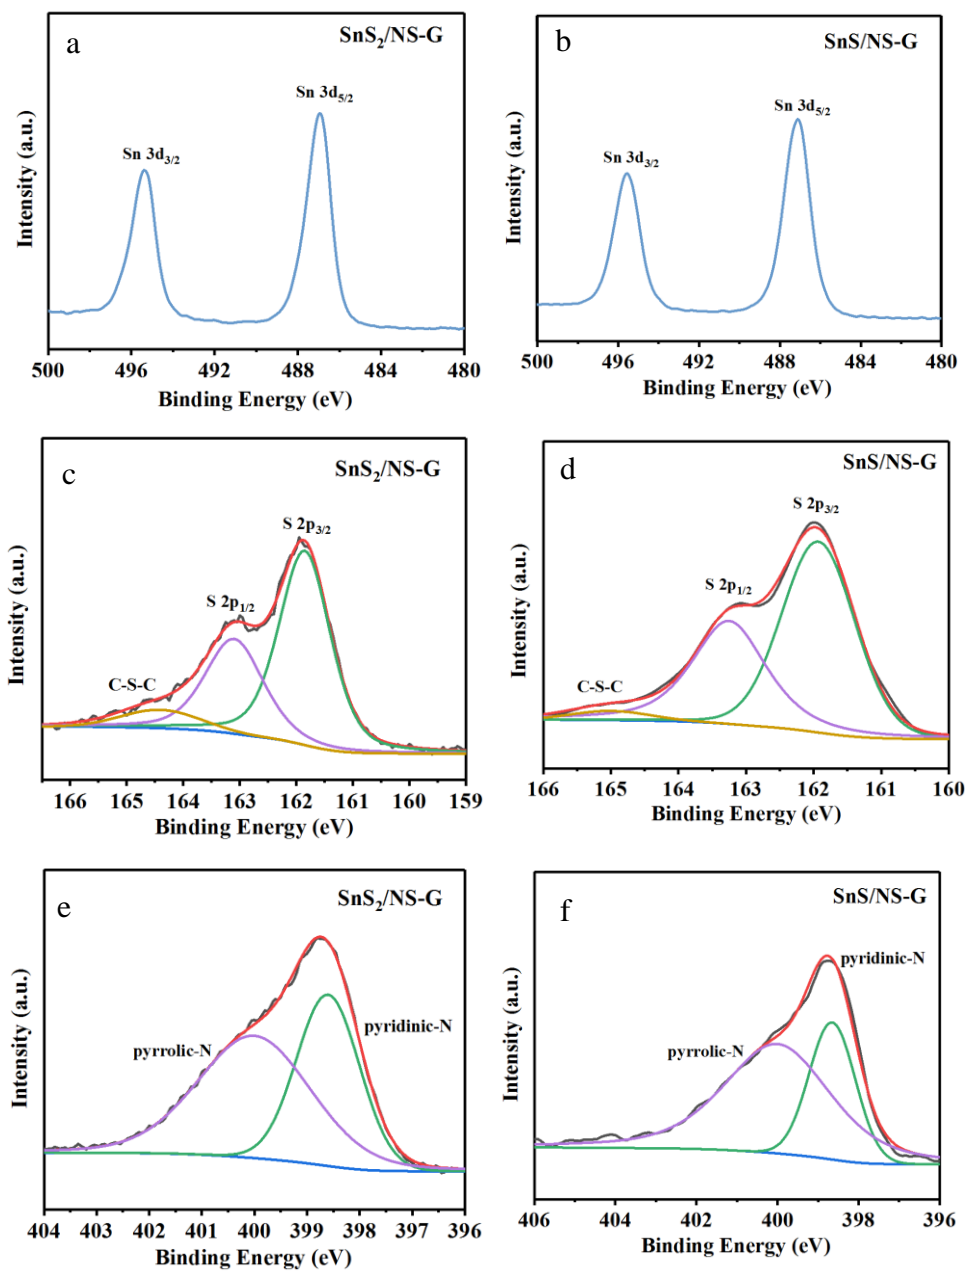 a
SnS₂/NS-G
Sn 3d₅/₂
Sn 3d₃/₂
Intensity (a.u.)
500 496 492 488 484 480
Binding Energy (eV)
b
SnS/NS-G
Sn 3d₅/₂
Sn 3d₃/₂
Intensity (a.u.)
500 496 492 488 484 480
Binding Energy (eV)
c
SnS₂/NS-G
S 2p₃/₂
S 2p₁/₂
C-S-C
Intensity (a.u.)
166 165 164 163 162 161 160 159
Binding Energy (eV)
d
SnS/NS-G
S 2p₃/₂
S 2p₁/₂
C-S-C
Intensity (a.u.)
166 165 164 163 162 161 160
Binding Energy (eV)
e
SnS₂/NS-G
pyridinic-N
pyrrolic-N
Intensity (a.u.)
404 403 402 401 400 399 398 397 396
Binding Energy (eV)
f
SnS/NS-G
pyridinic-N
pyrrolic-N
Intensity (a.u.)
406 404 402 400 398 396
Binding Energy (eV)